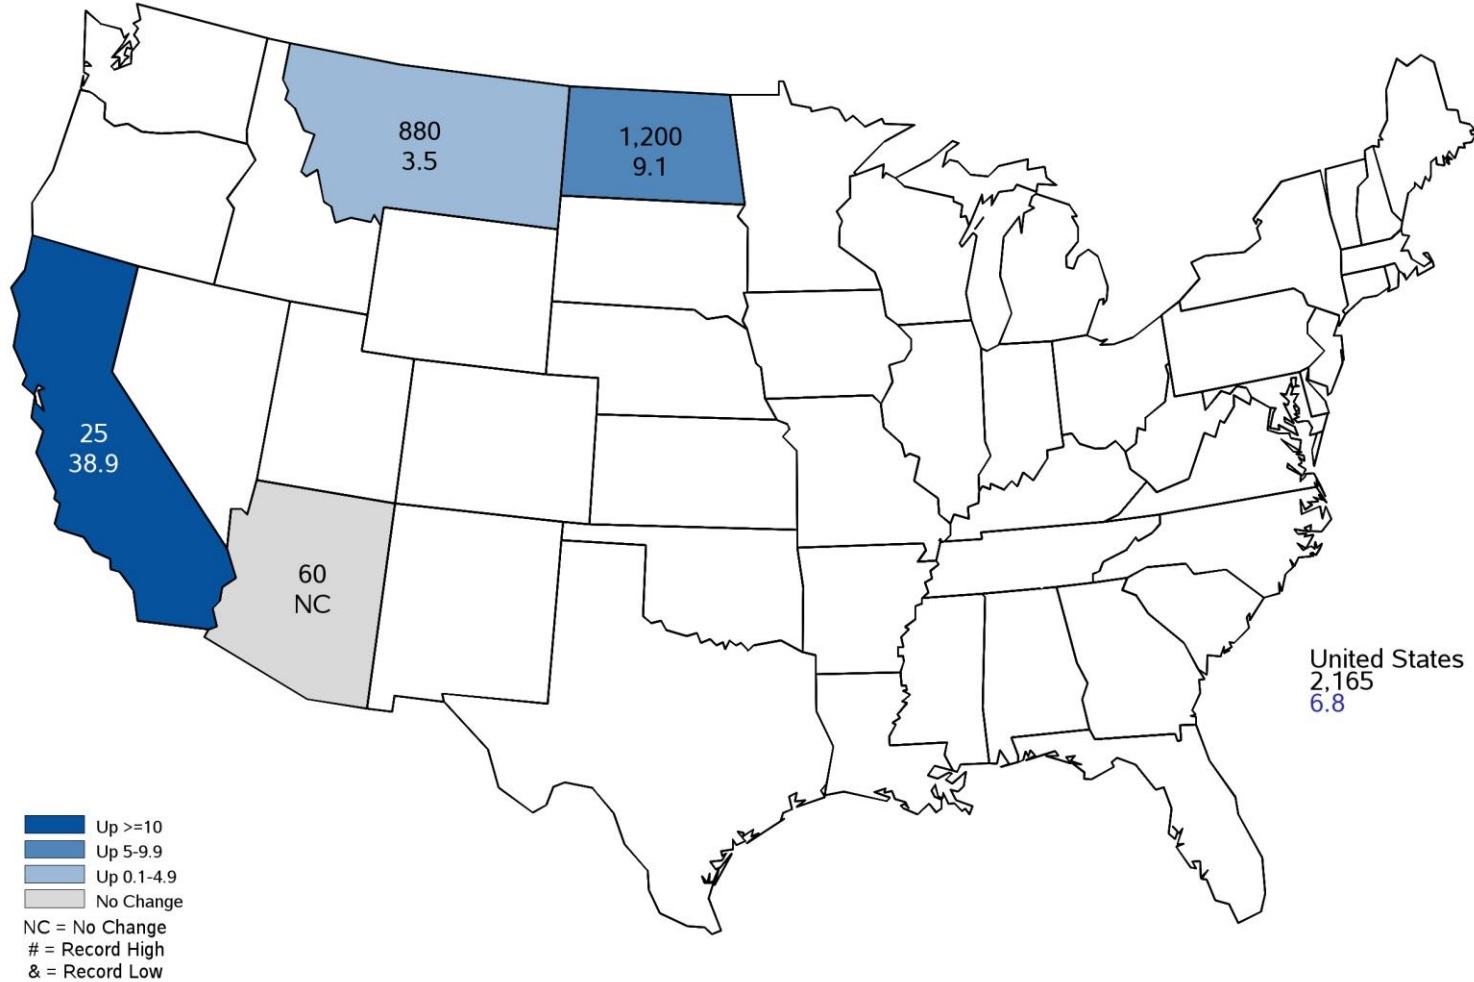 880
3.5
1,200
9.1
25
38.9
60
NC
United States
2,165
6.8
Up >=10
Up 5-9.9
Up 0.1-4.9
No Change
NC = No Change
# = Record High
& = Record Low